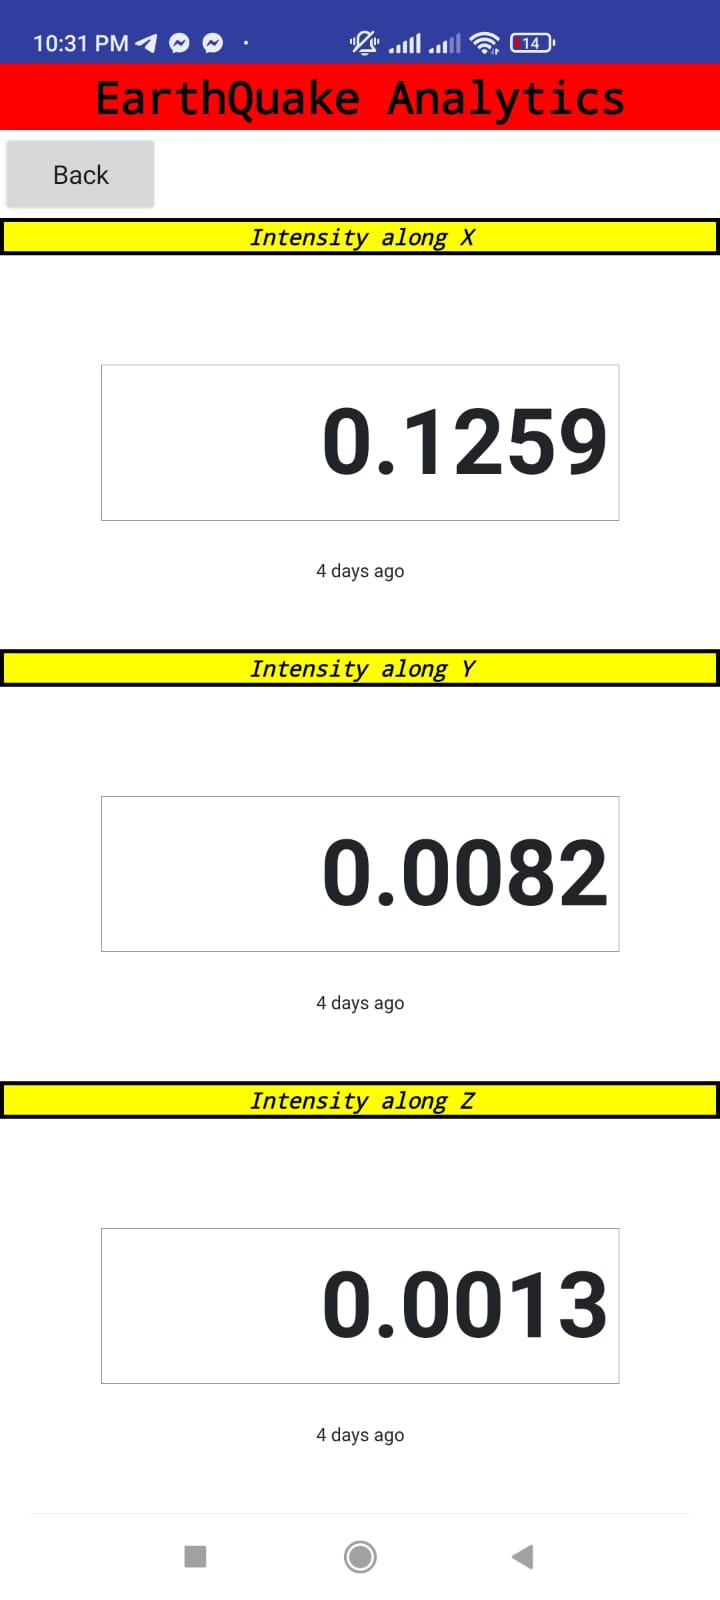 10:31 PM 14
EarthQuake Analytics
Back
Intensity along X
0.1259
4 days ago
Intensity along Y
0.0082
4 days ago
Intensity along Z
0.0013
4 days ago